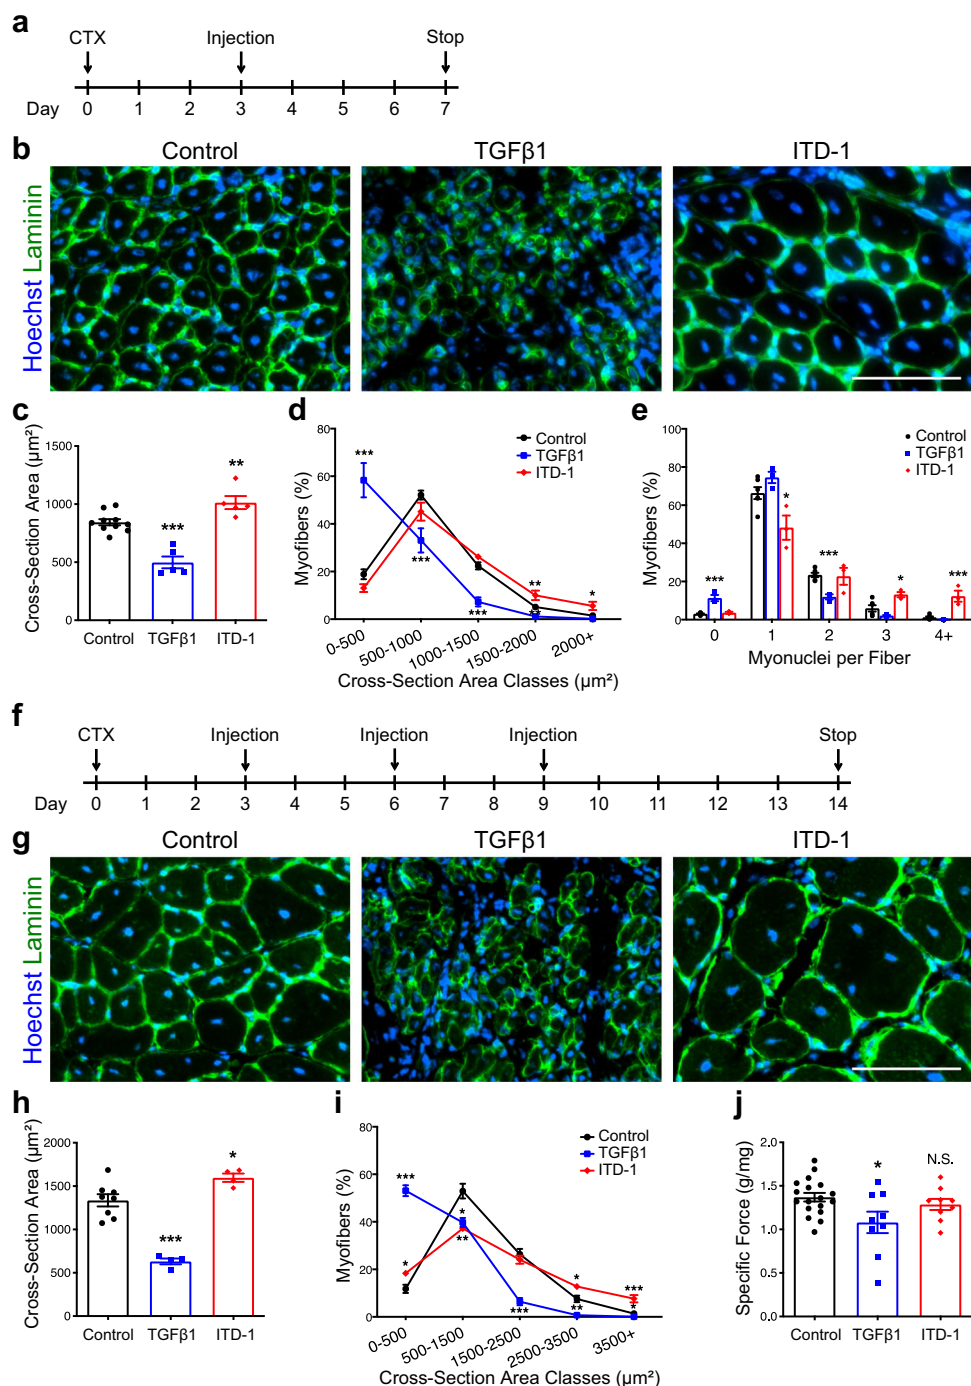 a
CTX Injection Stop
Day 0 1 2 3 4 5 6 7
b
Control TGFβ1 ITD-1
Hoechst Laminin
c
Cross-Section Area (µm²)
1500
1000
500
0
** 
***
Control TGFβ1 ITD-1
d
Myofibers (%)
80
60
40
20
0
Control
TGFβ1
ITD-1
***
***
***
**
**
*
0-500 500-1000 1000-1500 1500-2000 2000+
Cross-Section Area Classes (µm²)
e
Myofibers (%)
100
80
60
40
20
0
Control
TGFβ1
ITD-1
***
*
***
*
***
0 1 2 3 4+
Myonuclei per Fiber
f
CTX Injection Injection Injection Stop
Day 0 1 2 3 4 5 6 7 8 9 10 11 12 13 14
g
Control TGFβ1 ITD-1
Hoechst Laminin
h
Cross-Section Area (µm²)
2000
1500
1000
500
0
*
***
Control TGFβ1 ITD-1
i
Myofibers (%)
80
60
40
20
0
Control
TGFβ1
ITD-1
***
*
*
**
***
*
**
***
*
0-500 500-1500 1500-2500 2500-3500 3500+
Cross-Section Area Classes (µm²)
j
Specific Force (g/mg)
2.0
1.5
1.0
0.5
0.0
*
N.S.
Control TGFβ1 ITD-1